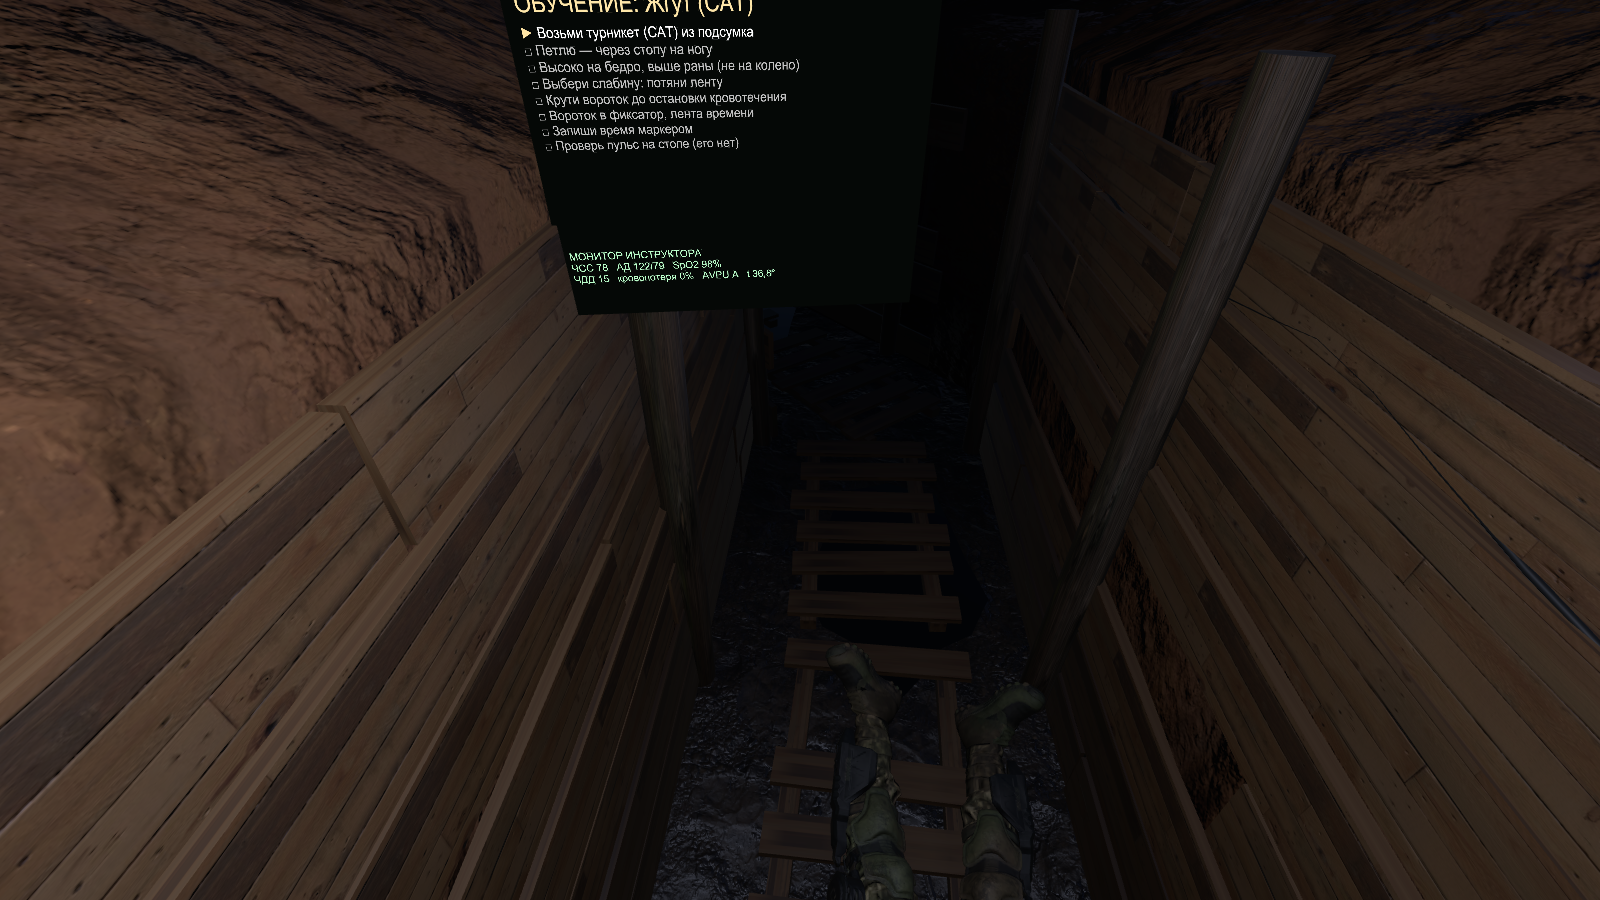 ОБУЧЕНИЕ: ЖГУТ (CAT)
Возьми турникет (CAT) из подсумка
Петлю — через стопу на ногу
Высоко на бедро, выше раны (не на колено)
Выбери слабину: потяни ленту
Крути вороток до остановки кровотечения
Вороток в фиксатор, лента времени
Запиши время маркером
Проверь пульс на стопе (его нет)
МОНИТОР ИНСТРУКТОРА
ЧСС 78 АД 122/79 SpO2 98%
ЧДД 15 кровопотеря 0% AVPU A t 36,6°